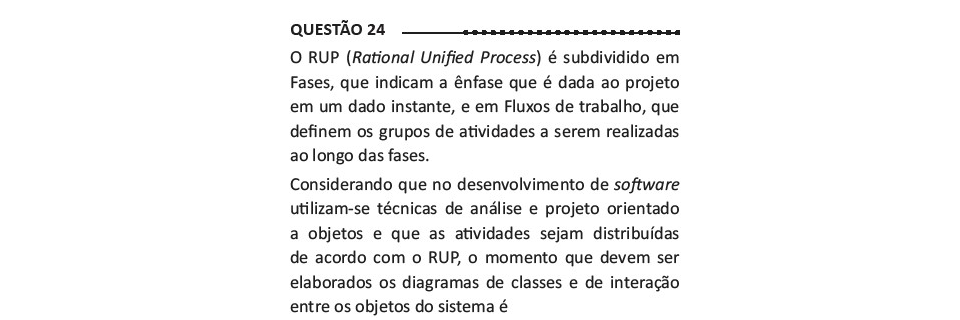 QUESTÃO 24
O RUP (Rational Unified Process) é subdividido em
Fases, que indicam a ênfase que é dada ao projeto
em um dado instante, e em Fluxos de trabalho, que
definem os grupos de atividades a serem realizadas
ao longo das fases.
Considerando que no desenvolvimento de software
utilizam-se técnicas de análise e projeto orientado
a objetos e que as atividades sejam distribuídas
de acordo com o RUP, o momento que devem ser
elaborados os diagramas de classes e de interação
entre os objetos do sistema é